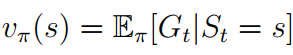 v_π(s) = 𝔼_π[G_t|S_t = s]